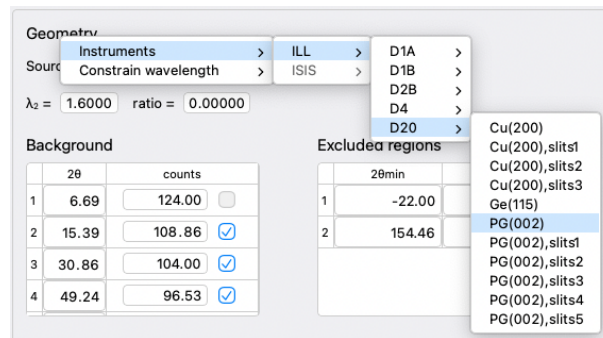 Geometry
Instruments > ILL > D1A >
Sourc Constrain wavelength > ISIS > D1B >
D2B >
λ₂ = 1.6000 ratio = 0.00000 D4 >
D20 >
Background Excluded regions
2θ counts 2θmin
1 6.69 124.00 1 -22.00
2 15.39 108.86 2 154.46
3 30.86 104.00
4 49.24 96.53
Cu(200)
Cu(200),slits1
Cu(200),slits2
Cu(200),slits3
Ge(115)
PG(002)
PG(002),slits1
PG(002),slits2
PG(002),slits3
PG(002),slits4
PG(002),slits5